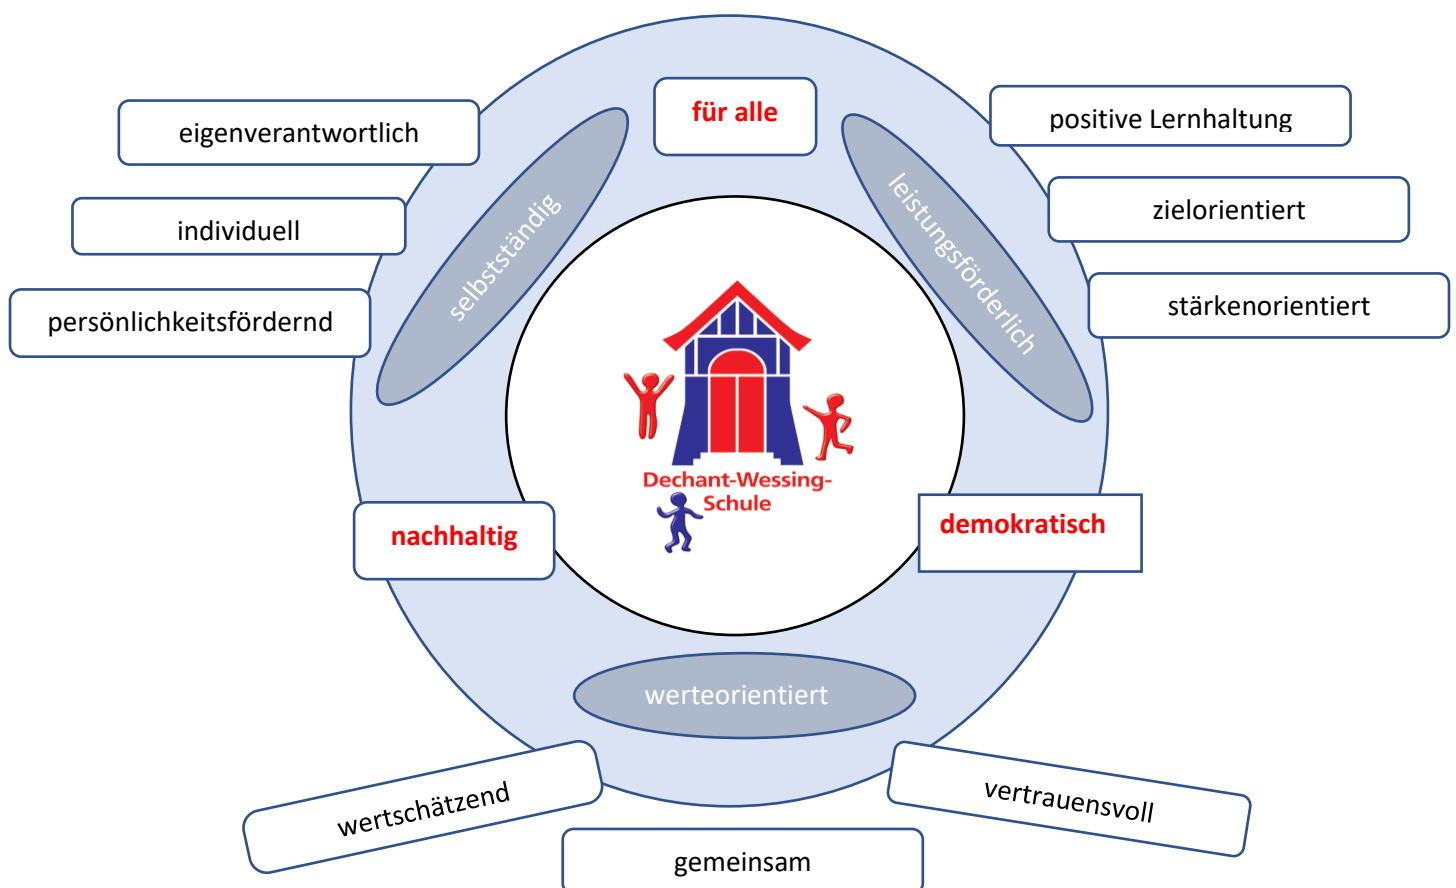 für alle
eigenverantwortlich
positive Lernhaltung
individuell
zielorientiert
persönlichkeitsfördernd
stärkenorientiert
selbstständig
leistungsförderlich
Dechant-Wessing-
Schule
nachhaltig
demokratisch
werteorientiert
wertschätzend
vertrauensvoll
gemeinsam